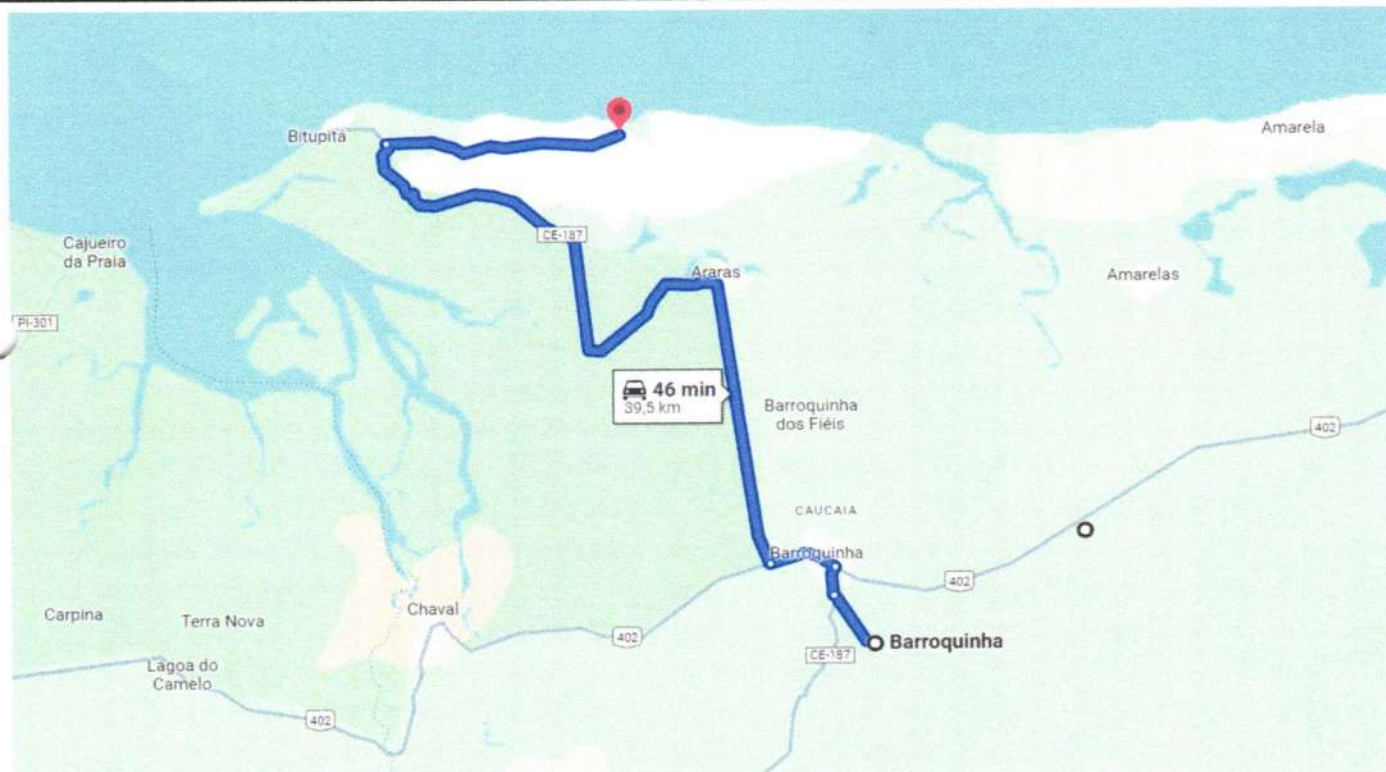 Bitupitá
Amarela
Cajueiro
da Praia
CE-187
Araras
Amarelas
PI-301
46 min
39,5 km
Barroquinha
dos Fiéis
402
CAUCAIA
Barroquinha
402
Carpina
Terra Nova
Chaval
402
Barroquinha
CE-187
Lagoa do
Camelo
402